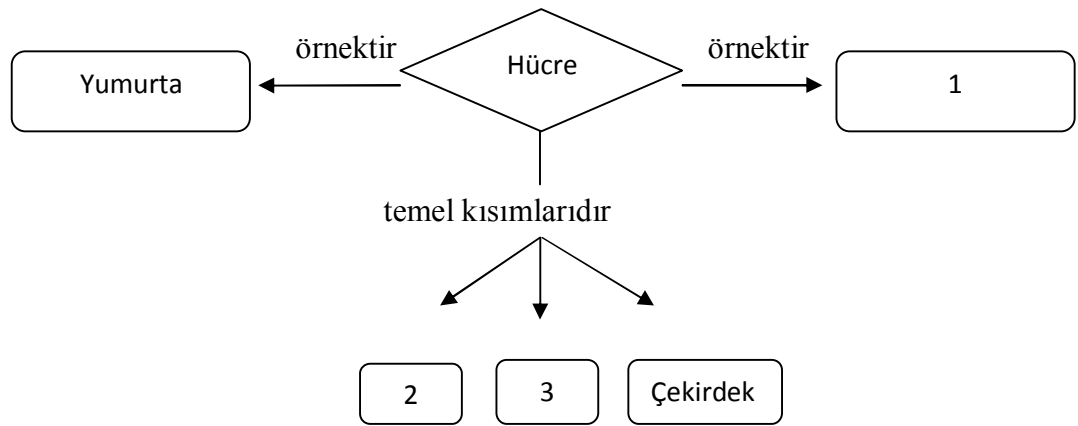 örnektir
örnektir
Hücre
Yumurta
1
temel kısımlarıdır
2
3
Çekirdek